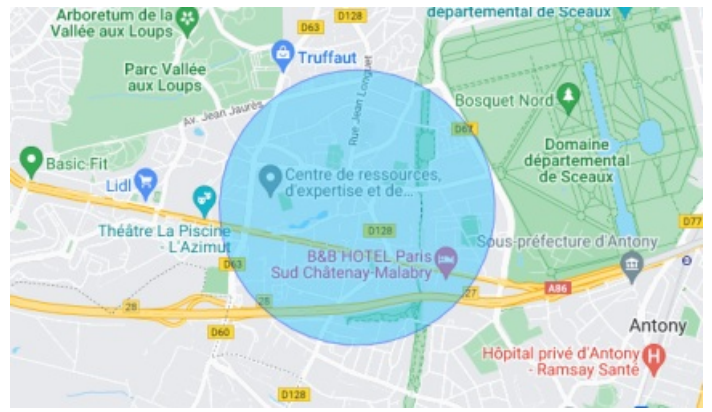 Arboretum de la
Vallée aux Loups
D63
D128
départemental de Sceaux
Truffaut
Parc Vallée
aux Loups
Av. Jean Jaurès
Rue Jean Longuet
Bosquet Nord
D67
Domaine
départemental
de Sceaux
Basic-Fit
Lidl
Centre de ressources,
d'expertise et de...
Théâtre La Piscine
- L'Azimut
D128
D77
Sous-préfecture d'Antony
B&B HOTEL Paris
Sud Châtenay-Malabry
D63
A86
28
28
27
D60
Antony
Hôpital privé d'Antony
- Ramsay Santé
D128